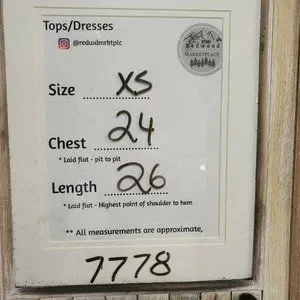 Tops/Dresses
@redwdmrktplc
The
Redwood
MARKETPLACE
Size XS
Chest 24
* Laid flat - pit to pit
Length 26
* Laid flat - Highest point of shoulder to hem
** All measurements are approximate,
7778